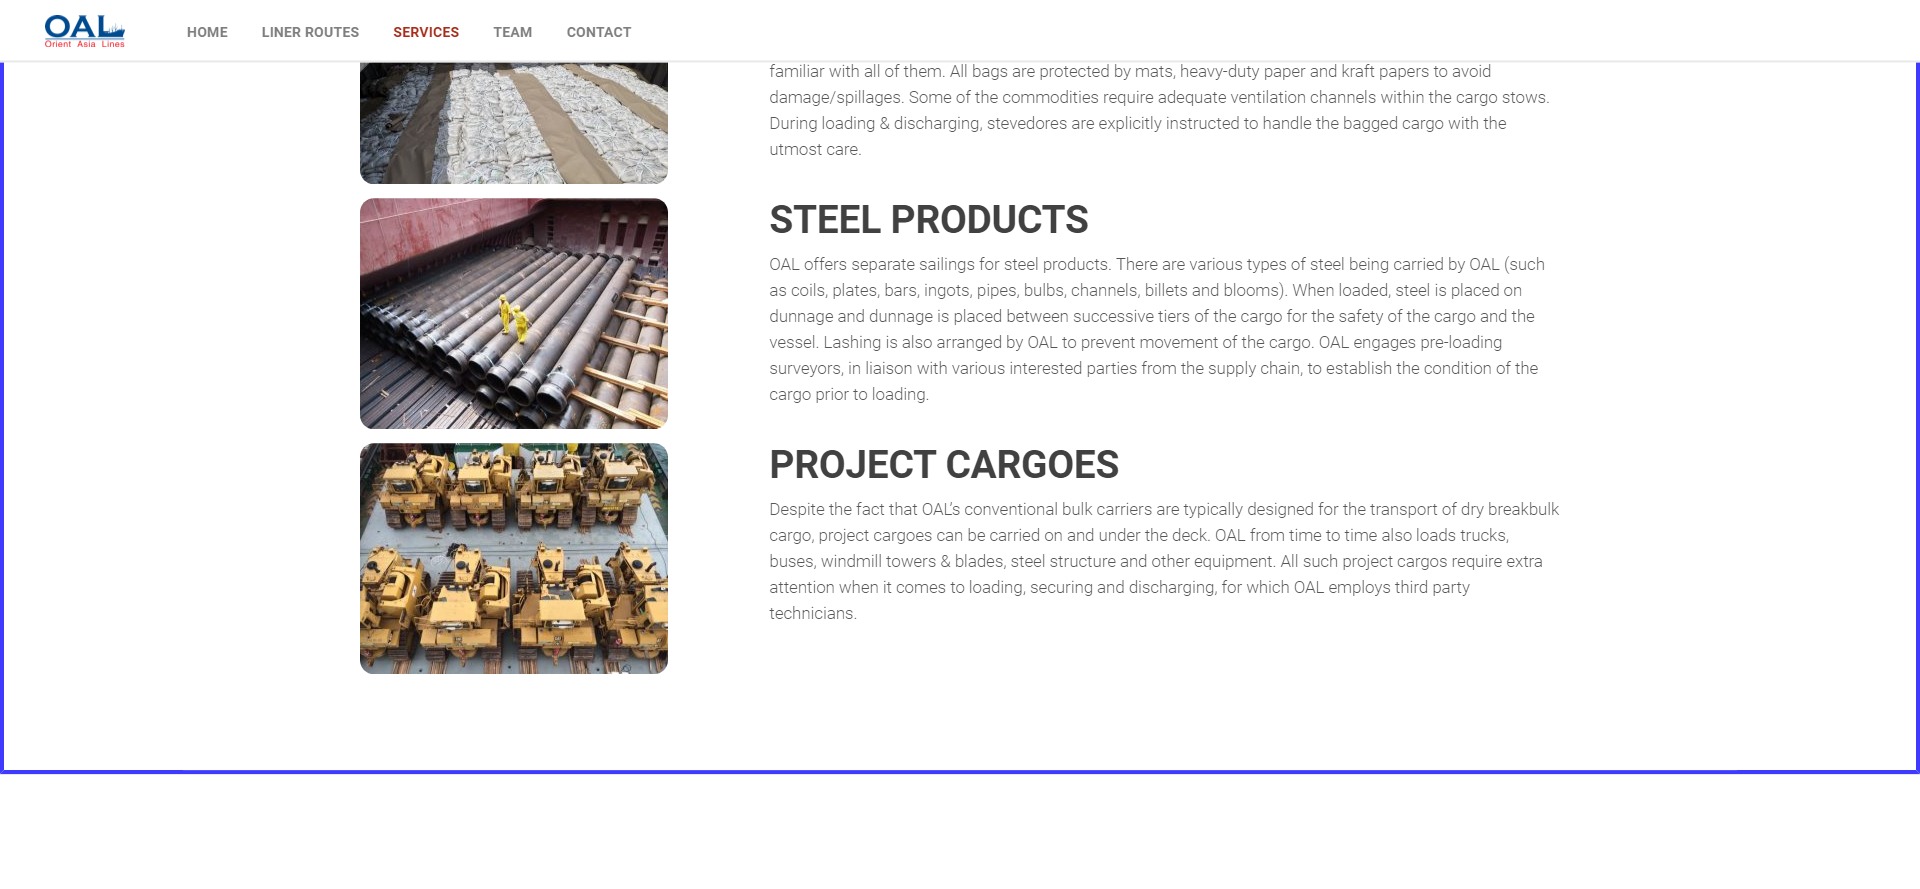 OAL
Orient Asia Lines
HOME LINER ROUTES SERVICES TEAM CONTACT
familiar with all of them. All bags are protected by mats, heavy-duty paper and kraft papers to avoid
damage/spillages. Some of the commodities require adequate ventilation channels within the cargo stows.
During loading & discharging, stevedores are explicitly instructed to handle the bagged cargo with the
utmost care.
STEEL PRODUCTS
OAL offers separate sailings for steel products. There are various types of steel being carried by OAL (such
as coils, plates, bars, ingots, pipes, bulbs, channels, billets and blooms). When loaded, steel is placed on
dunnage and dunnage is placed between successive tiers of the cargo for the safety of the cargo and the
vessel. Lashing is also arranged by OAL to prevent movement of the cargo. OAL engages pre-loading
surveyors, in liaison with various interested parties from the supply chain, to establish the condition of the
cargo prior to loading.
PROJECT CARGOES
Despite the fact that OAL's conventional bulk carriers are typically designed for the transport of dry breakbulk
cargo, project cargoes can be carried on and under the deck. OAL from time to time also loads trucks,
buses, windmill towers & blades, steel structure and other equipment. All such project cargos require extra
attention when it comes to loading, securing and discharging, for which OAL employs third party
technicians.